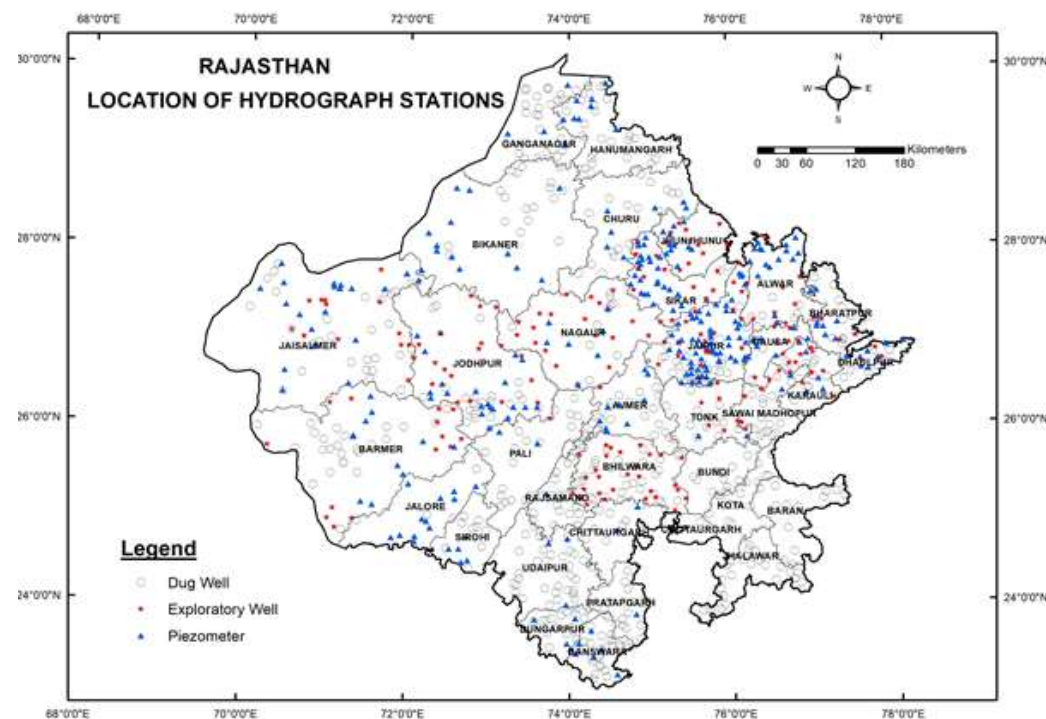 68°0'0"E 70°0'0"E 72°0'0"E 74°0'0"E 76°0'0"E 78°0'0"E
30°0'0"N 30°0'0"N
RAJASTHAN
LOCATION OF HYDROGRAPH STATIONS
N
W E
S
Kilometers
0 30 60 120 180
GANGANAGAR
HANUMANGARH
CHURU
28°0'0"N 28°0'0"N
BIKANER
JHUNJHUNU
ALWAR
SIKAR
BHARATPUR
NAGAUR
JAISALMER
JAIPUR
DAUSA
JODHPUR
DHAULPUR
KARAULI
AJMER
26°0'0"N 26°0'0"N
TONK
SAWAI MADHOPUR
BARMER
PALI
BHILWARA
BUNDI
RAJSAMAND
KOTA
BARAN
JALORE
CHITTAURGARH
CHITTAURGARH
SIROHI
JHALAWAR
UDAIPUR
24°0'0"N 24°0'0"N
PRATAPGARH
DUNGARPUR
BANSWARA
Legend
Dug Well
Exploratory Well
Piezometer
68°0'0"E 70°0'0"E 72°0'0"E 74°0'0"E 76°0'0"E 78°0'0"E